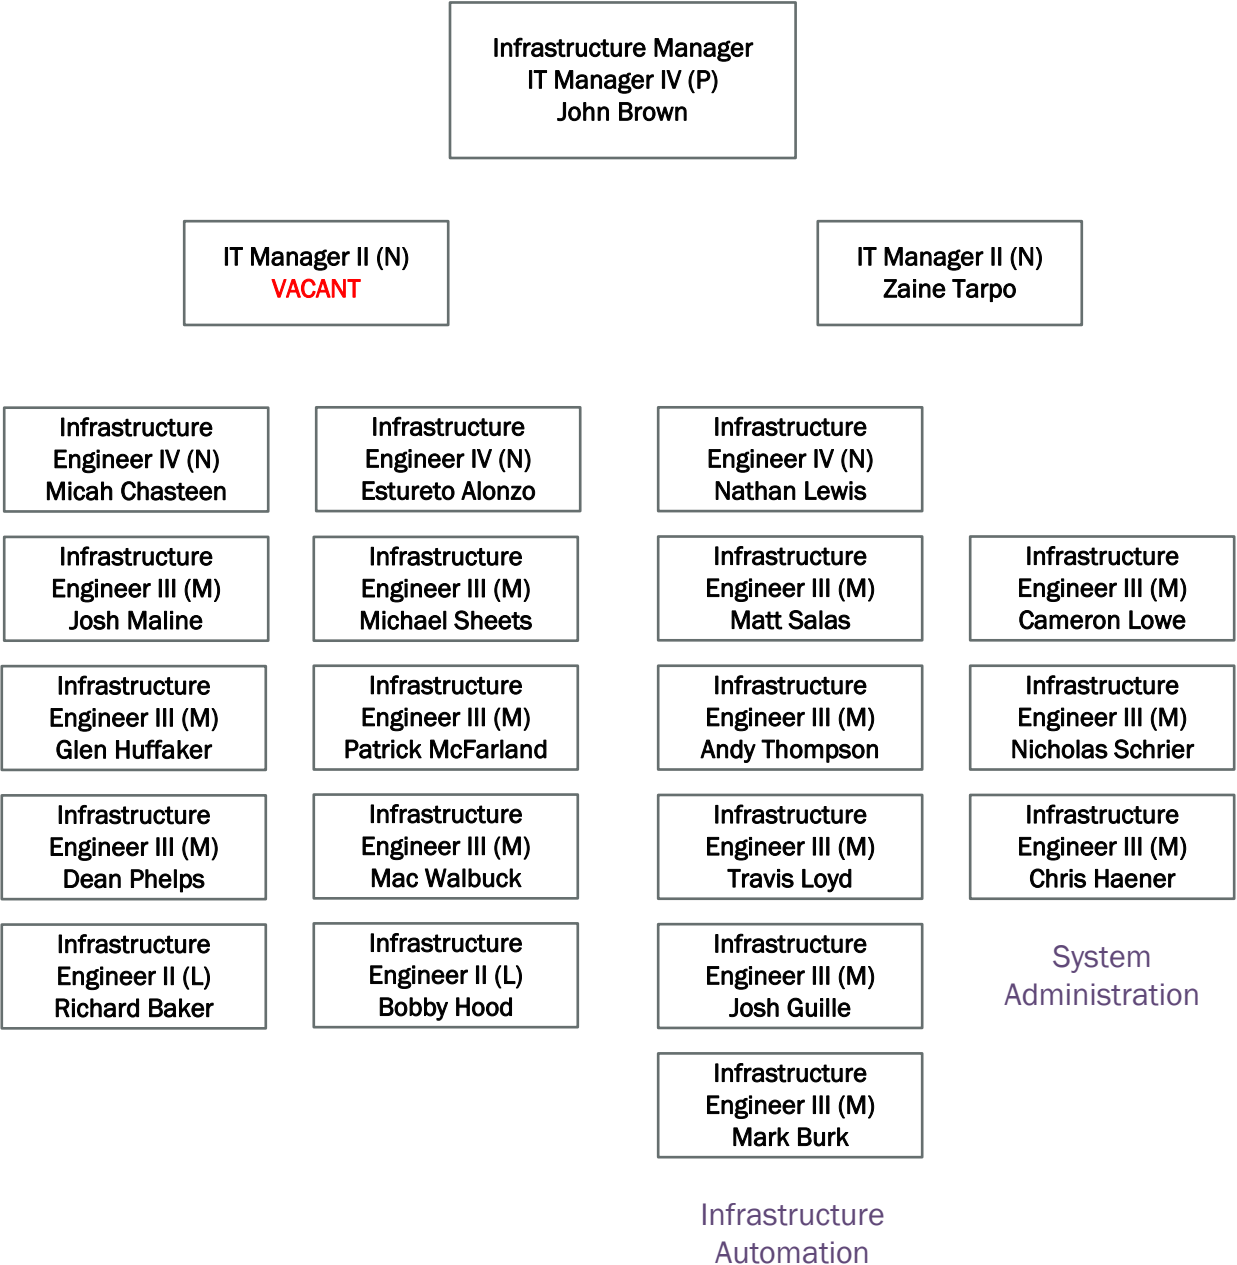 Infrastructure Manager
IT Manager IV (P)
John Brown
IT Manager II (N)
VACANT
IT Manager II (N)
Zaine Tarpo
Infrastructure
Engineer IV (N)
Micah Chasteen
Infrastructure
Engineer IV (N)
Estureto Alonzo
Infrastructure
Engineer IV (N)
Nathan Lewis
Infrastructure
Engineer III (M)
Josh Maline
Infrastructure
Engineer III (M)
Michael Sheets
Infrastructure
Engineer III (M)
Matt Salas
Infrastructure
Engineer III (M)
Cameron Lowe
Infrastructure
Engineer III (M)
Glen Huffaker
Infrastructure
Engineer III (M)
Patrick McFarland
Infrastructure
Engineer III (M)
Andy Thompson
Infrastructure
Engineer III (M)
Nicholas Schrier
Infrastructure
Engineer III (M)
Dean Phelps
Infrastructure
Engineer III (M)
Mac Walbuck
Infrastructure
Engineer III (M)
Travis Loyd
Infrastructure
Engineer III (M)
Chris Haener
Infrastructure
Engineer II (L)
Richard Baker
Infrastructure
Engineer II (L)
Bobby Hood
Infrastructure
Engineer III (M)
Josh Guille
System
Administration
Infrastructure
Engineer III (M)
Mark Burk
Infrastructure
Automation